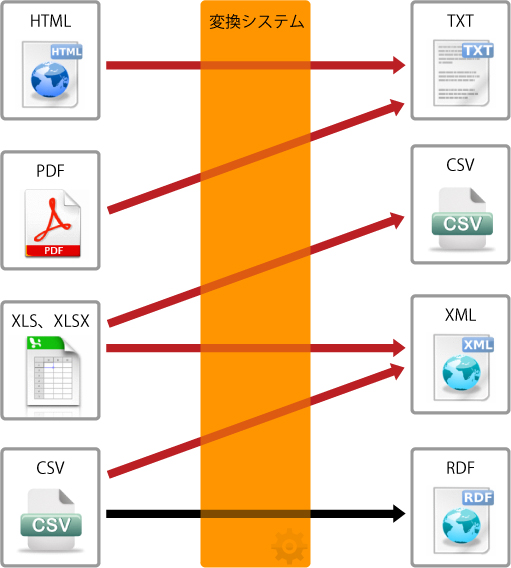 HTML
変換システム
TXT
HTML
TXT
PDF
CSV
PDF
CSV
XLS、XLSX
XML
XML
CSV
RDF
CSV
RDF